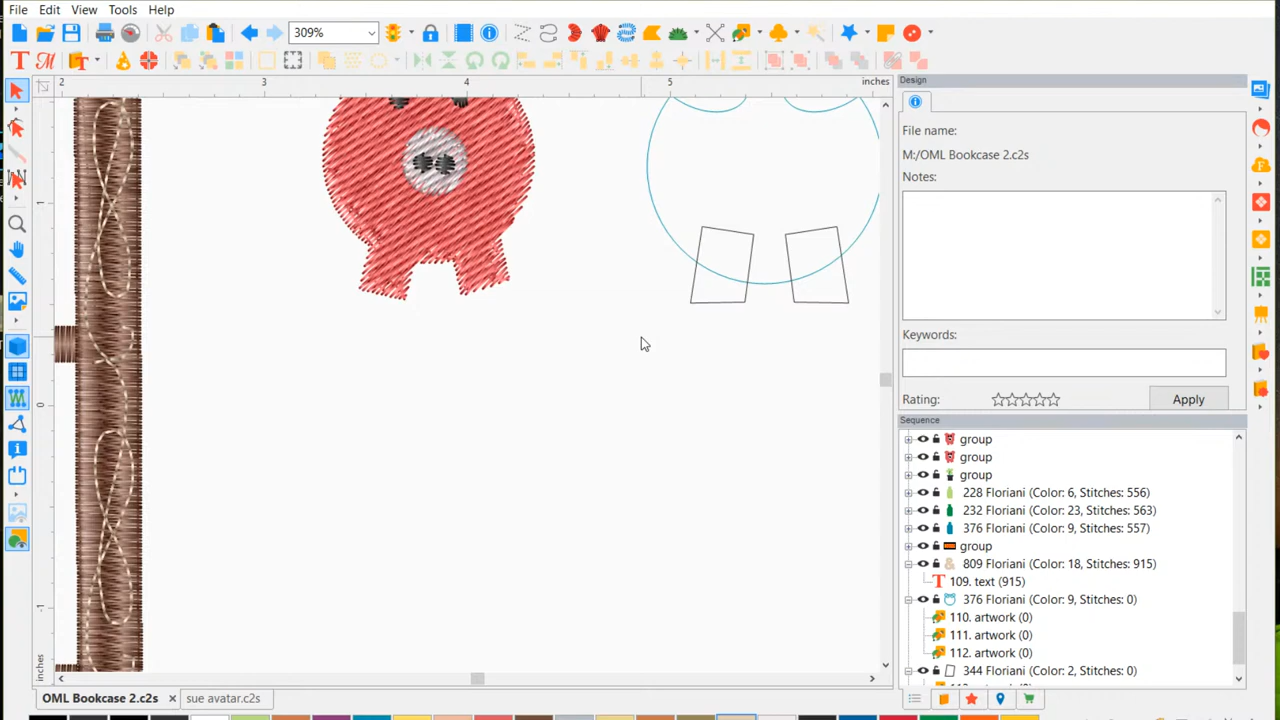 File Edit View Tools Help
309%
T M T
2 3 4 5 inches
1
0
-1
inches
Design
File name:
M:/OML Bookcase 2.c2s
Notes:
Keywords:
Rating: Apply
Sequence
group
group
group
228 Floriani (Color: 6, Stitches: 556)
232 Floriani (Color: 23, Stitches: 563)
376 Floriani (Color: 9, Stitches: 557)
group
809 Floriani (Color: 18, Stitches: 915)
T 109. text (915)
376 Floriani (Color: 9, Stitches: 0)
110. artwork (0)
111. artwork (0)
112. artwork (0)
344 Floriani (Color: 2, Stitches: 0)
OML Bookcase 2.c2s × sue avatar.c2s